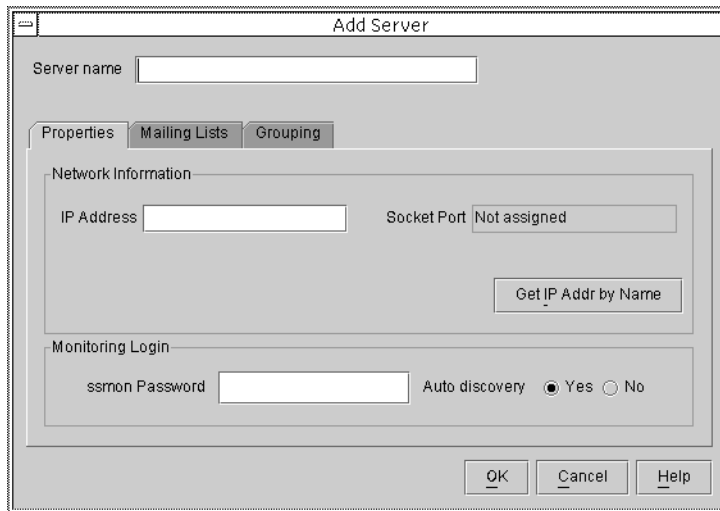 Add Server
Server name
Properties Mailing Lists Grouping
Network Information
IP Address Socket Port Not assigned
Get IP Addr by Name
Monitoring Login
ssmon Password Auto discovery Yes No
OK Cancel Help